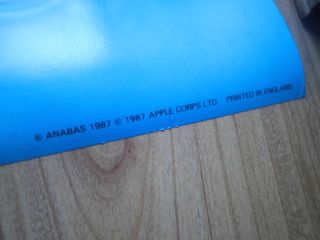 © ANABAS 1987 © 1987 APPLE CORPS LTD. PRINTED IN ENGLAND